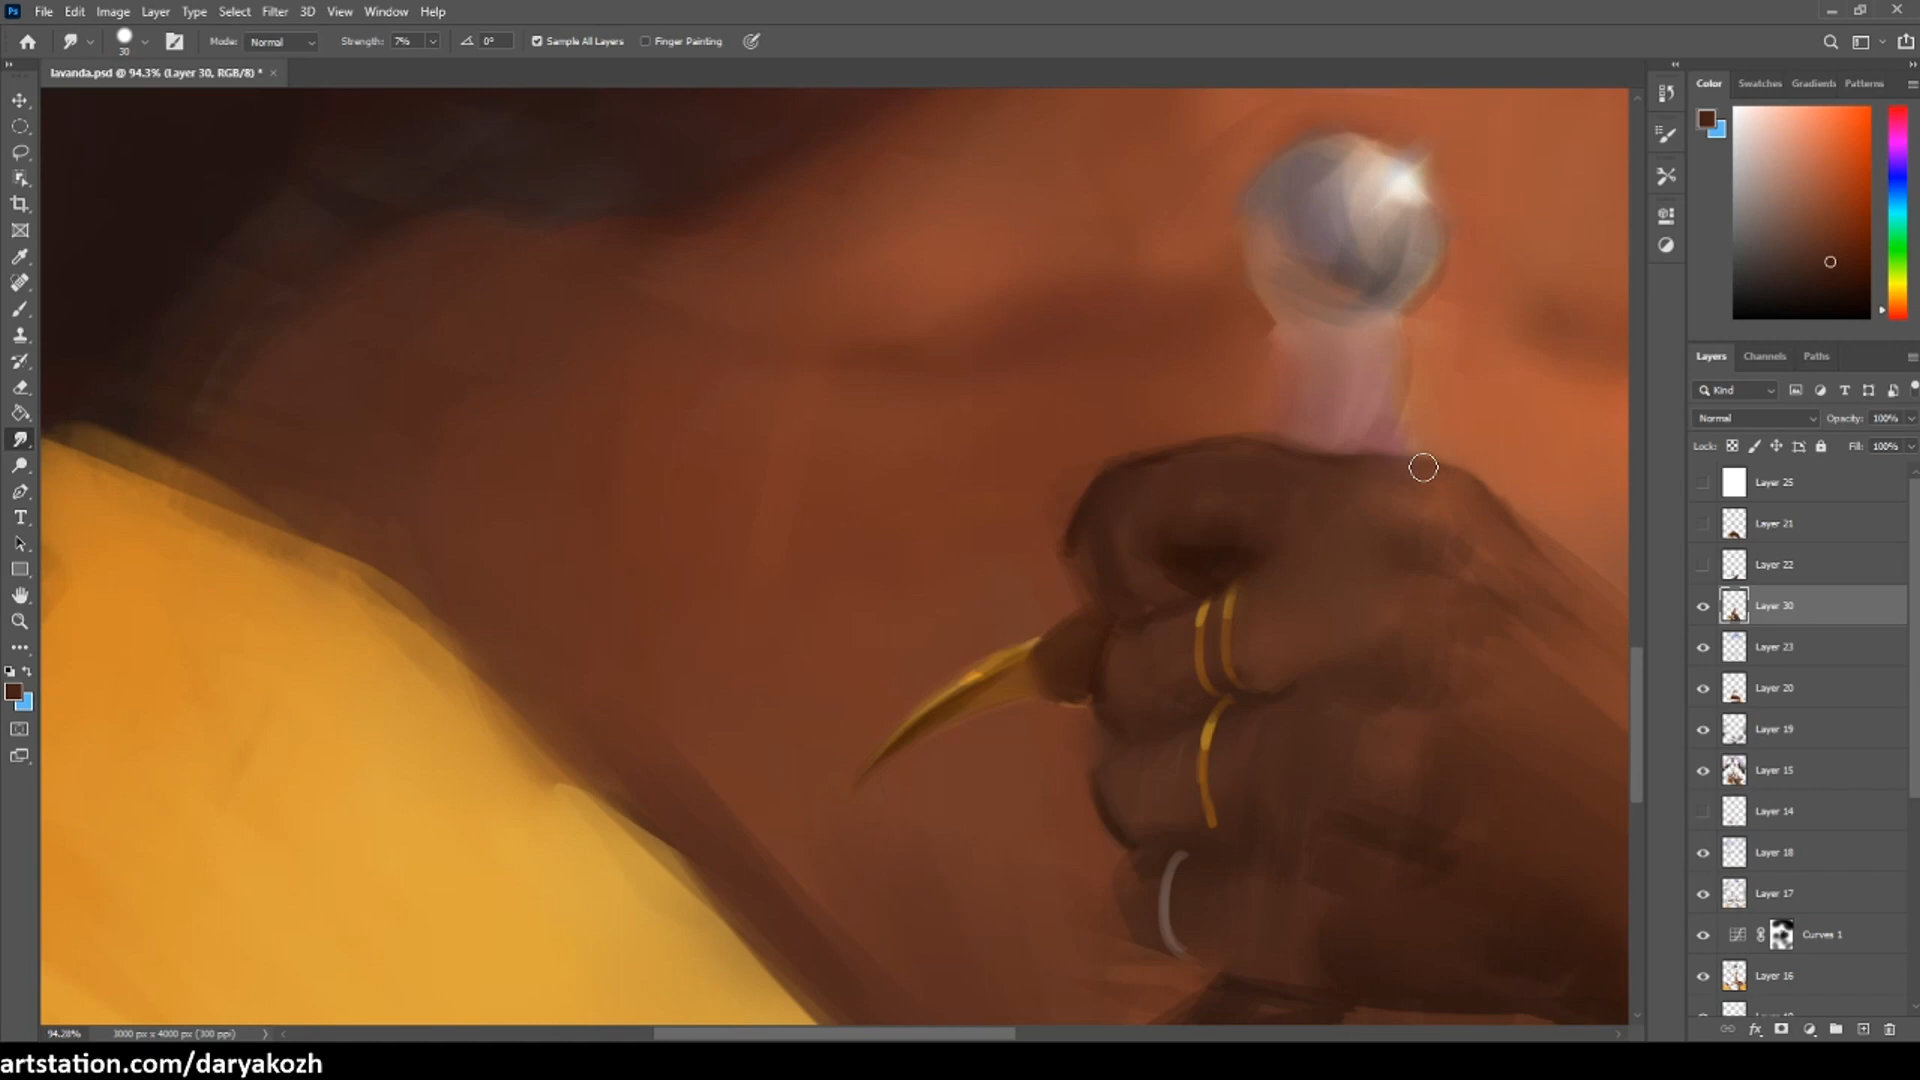 Ps File Edit Image Layer Type Select Filter 3D View Window Help
30 Mode: Normal Strength: 7% 0° Sample All Layers Finger Painting
lavanda.psd @ 94.3% (Layer 30, RGB/8) * ×
Color Swatches Gradients Patterns
Layers Channels Paths
Kind
Normal Opacity: 100%
Lock: Fill: 100%
Layer 25
Layer 21
Layer 22
Layer 30
Layer 23
Layer 20
Layer 19
Layer 15
Layer 14
Layer 18
Layer 17
Curves 1
Layer 16
94.28% 3000 px x 4000 px (300 ppi)
artstation.com/daryakozh